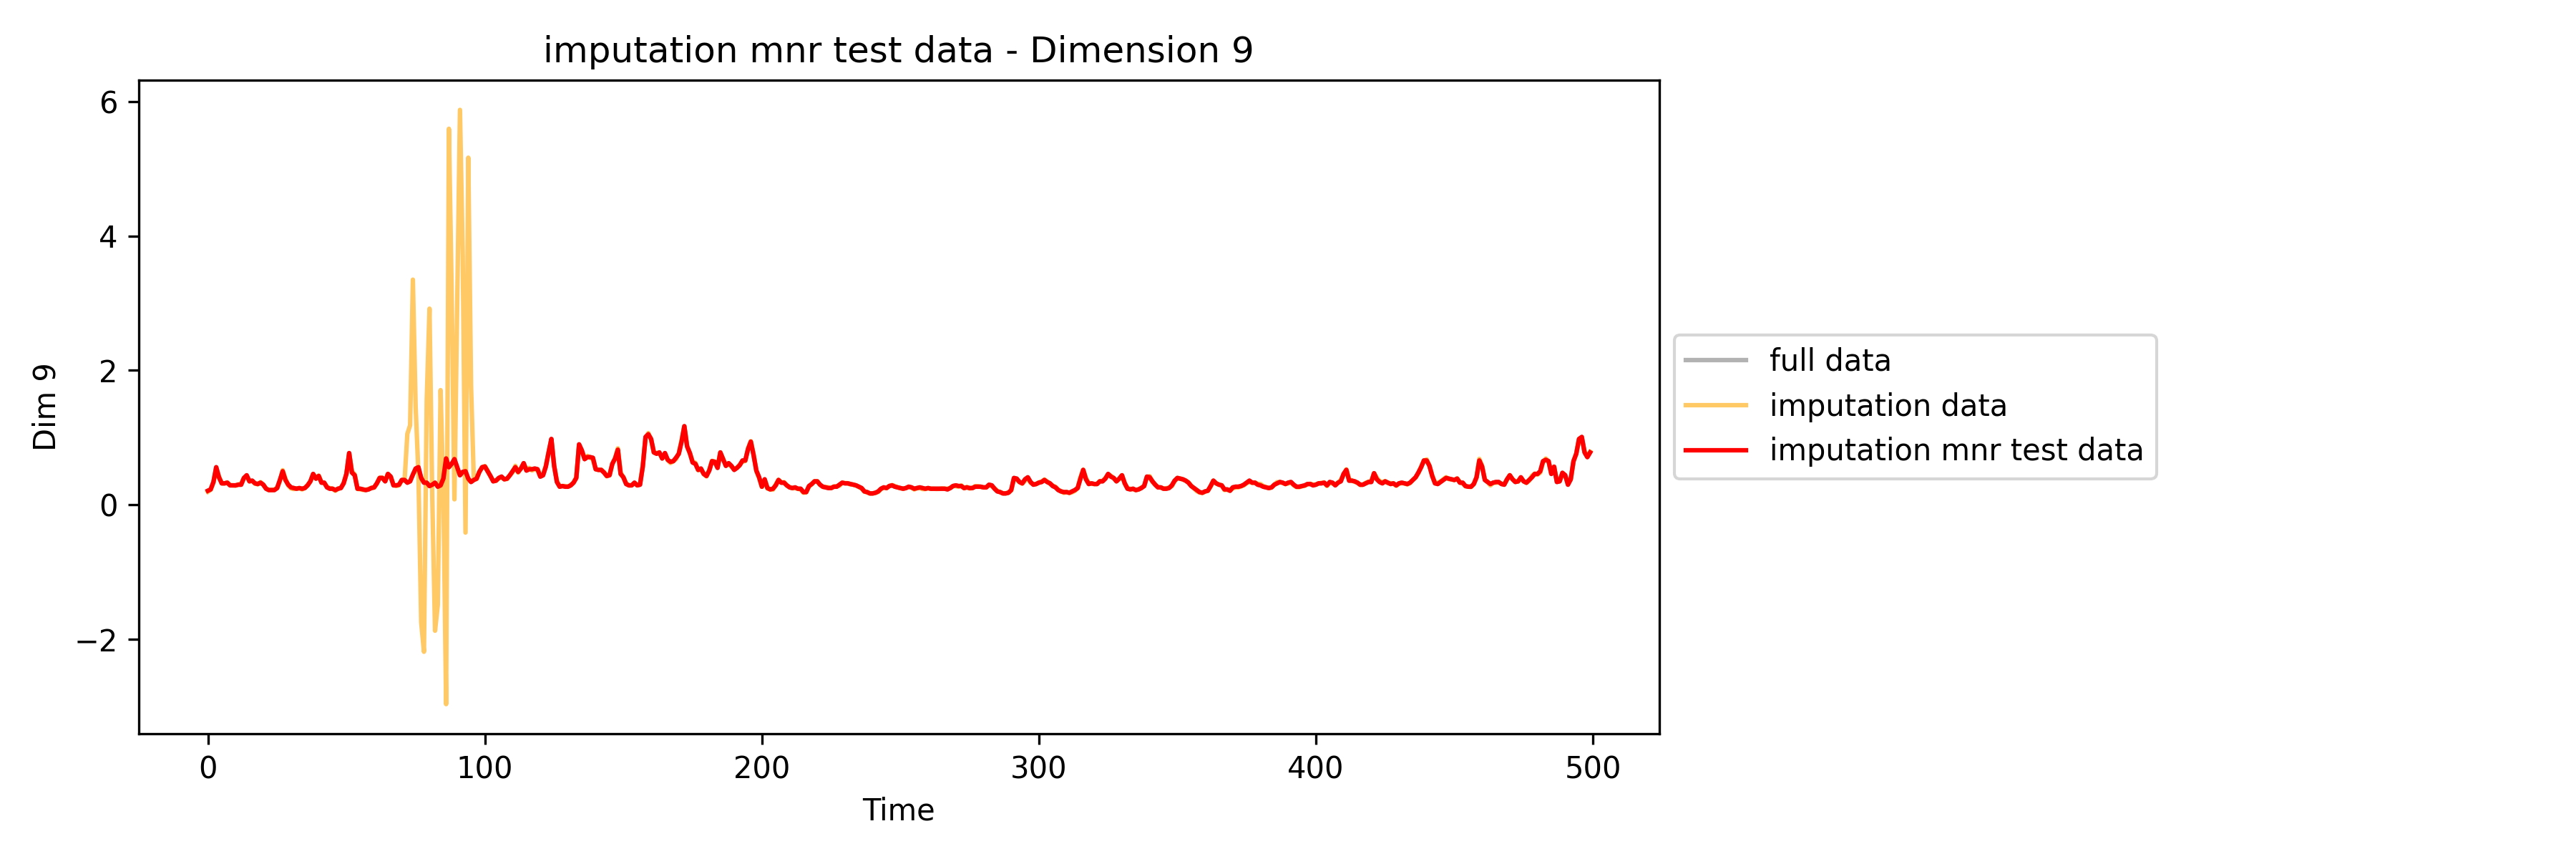 imputation mnr test data - Dimension 9
6
4
2
0
−2
Dim 9
0 100 200 300 400 500
Time
full data
imputation data
imputation mnr test data